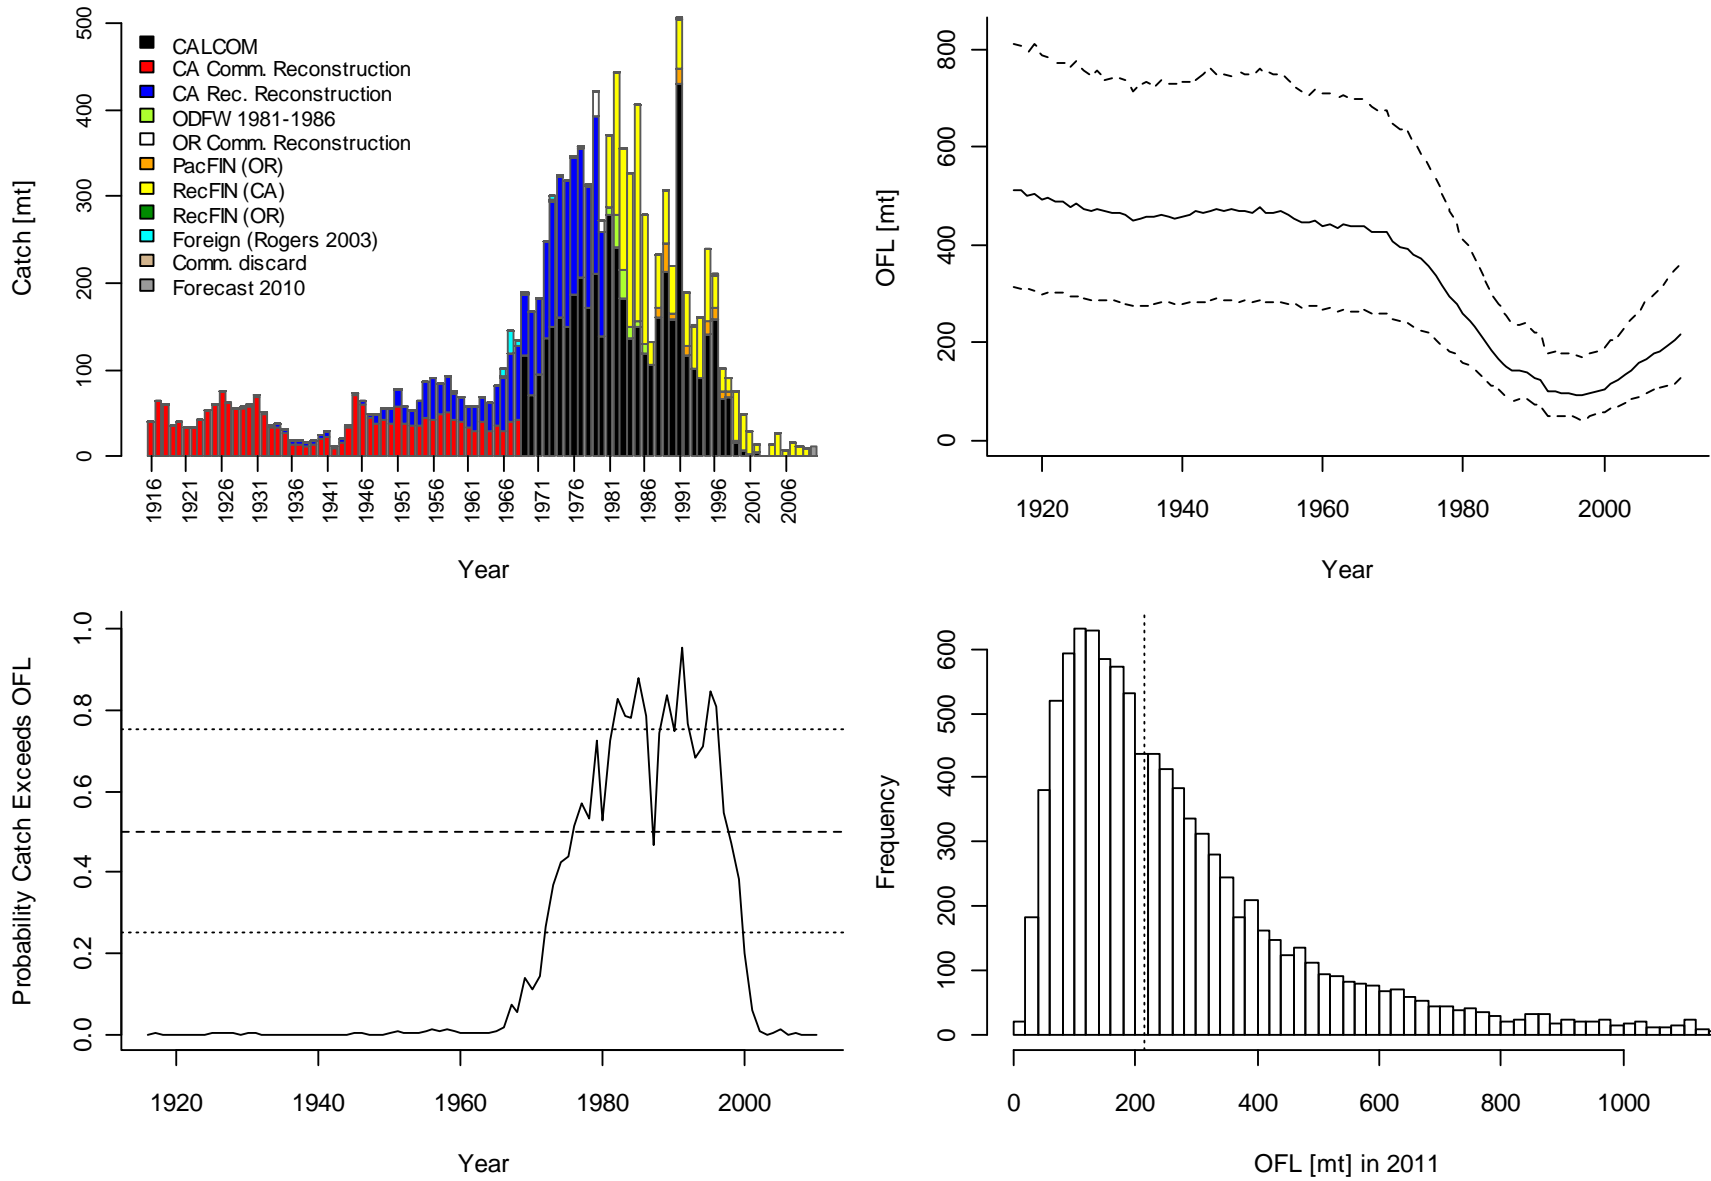 Catch [mt]
500
400
300
200
100
0
CALCOM
CA Comm. Reconstruction
CA Rec. Reconstruction
ODFW 1981-1986
OR Comm. Reconstruction
PacFIN (OR)
RecFIN (CA)
RecFIN (OR)
Foreign (Rogers 2003)
Comm. discard
Forecast 2010
1916 1921 1926 1931 1936 1941 1946 1951 1956 1961 1966 1971 1976 1981 1986 1991 1996 2001 2006
Year
OFL [mt]
800
600
400
200
0
1920 1940 1960 1980 2000
Year
Probability Catch Exceeds OFL
1.0
0.8
0.6
0.4
0.2
0.0
1920 1940 1960 1980 2000
Year
Frequency
600
500
400
300
200
100
0
0 200 400 600 800 1000
OFL [mt] in 2011